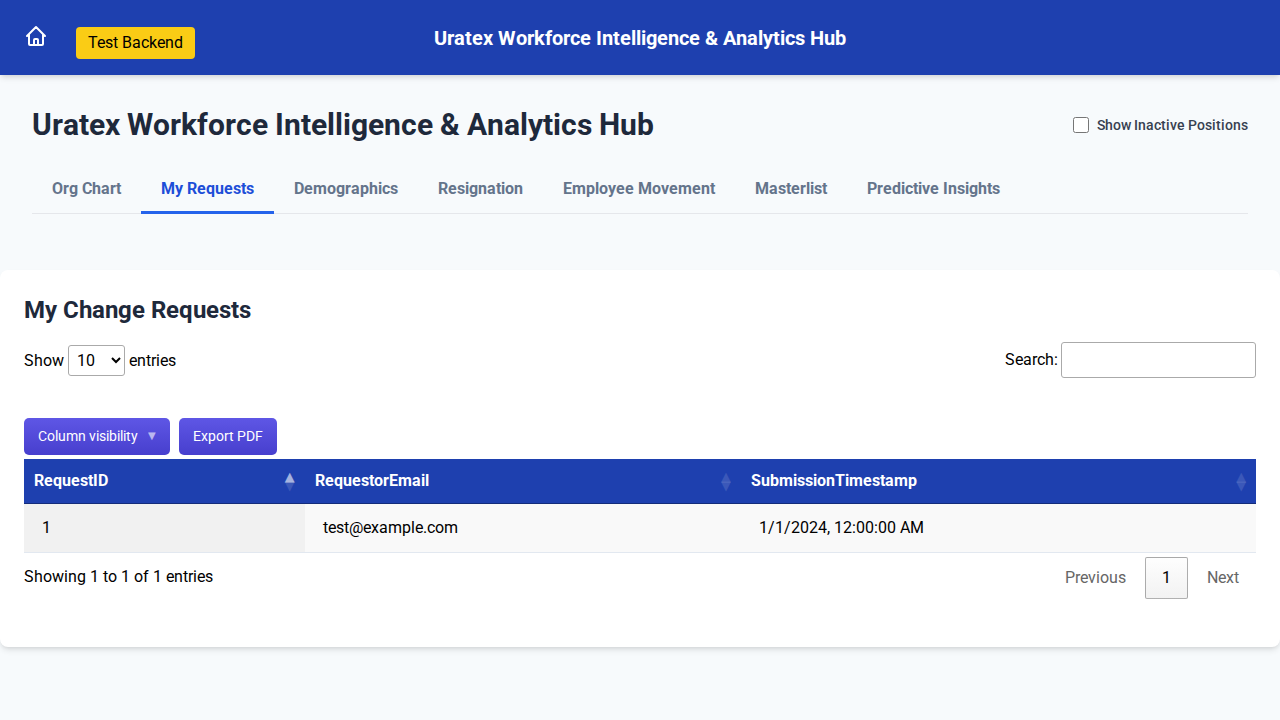 Test Backend
Uratex Workforce Intelligence & Analytics Hub
Uratex Workforce Intelligence & Analytics Hub
Show Inactive Positions
Org Chart My Requests Demographics Resignation Employee Movement Masterlist Predictive Insights
My Change Requests
Show 10 entries
Search:
Column visibility ▼ Export PDF
RequestID RequestorEmail SubmissionTimestamp
1 test@example.com 1/1/2024, 12:00:00 AM
Showing 1 to 1 of 1 entries
Previous 1 Next